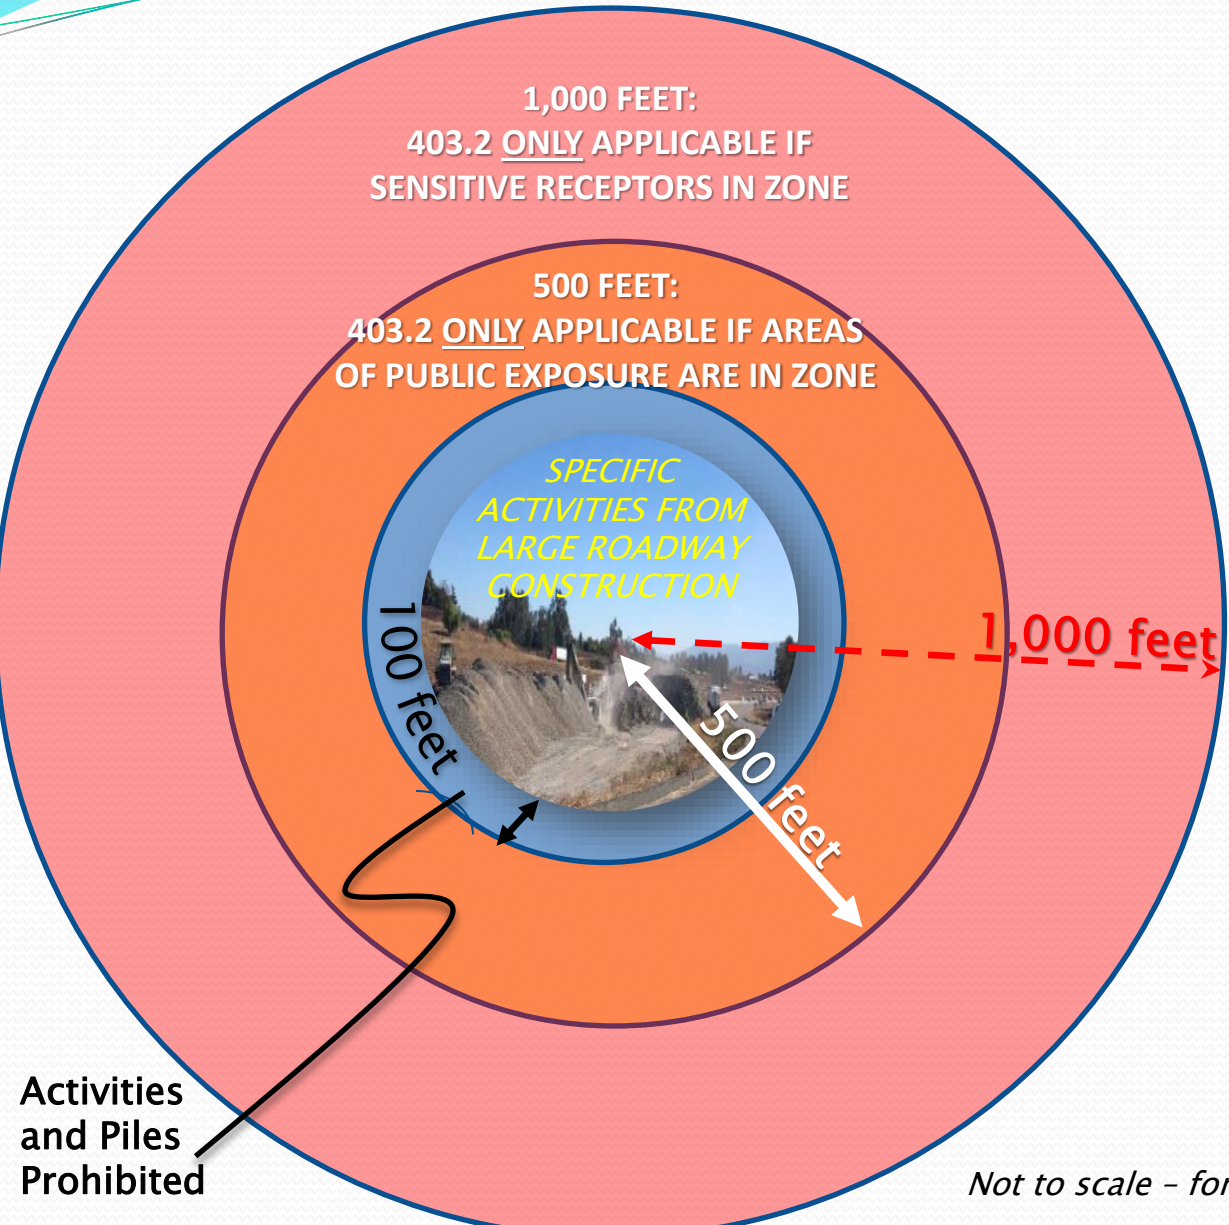 1,000 FEET:
403.2 ONLY APPLICABLE IF
SENSITIVE RECEPTORS IN ZONE
500 FEET:
403.2 ONLY APPLICABLE IF AREAS
OF PUBLIC EXPOSURE ARE IN ZONE
SPECIFIC
ACTIVITIES FROM
LARGE ROADWAY
CONSTRUCTION
100 feet
1,000 feet
500 feet
Activities
and Piles
Prohibited
Not to scale – for